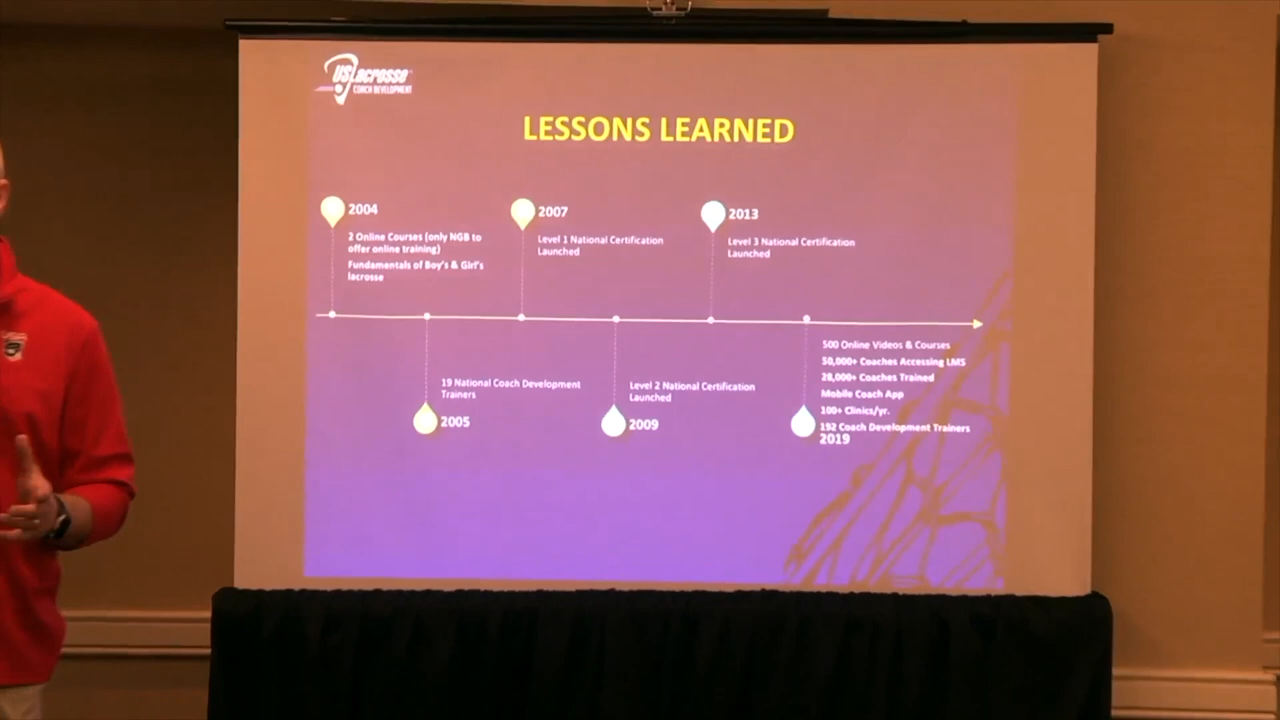 USLacrosse
COACH DEVELOPMENT
LESSONS LEARNED
2004
2 Online Courses (only NGB to
offer online training)
Fundamentals of Boy's & Girl's
lacrosse
2007
Level 1 National Certification
Launched
2013
Level 3 National Certification
Launched
19 National Coach Development
Trainers
2005
Level 2 National Certification
Launched
2009
500 Online Videos & Courses
50,000+ Coaches Accessing LMS
28,000+ Coaches Trained
Mobile Coach App
100+ Clinics/yr.
192 Coach Development Trainers
2019